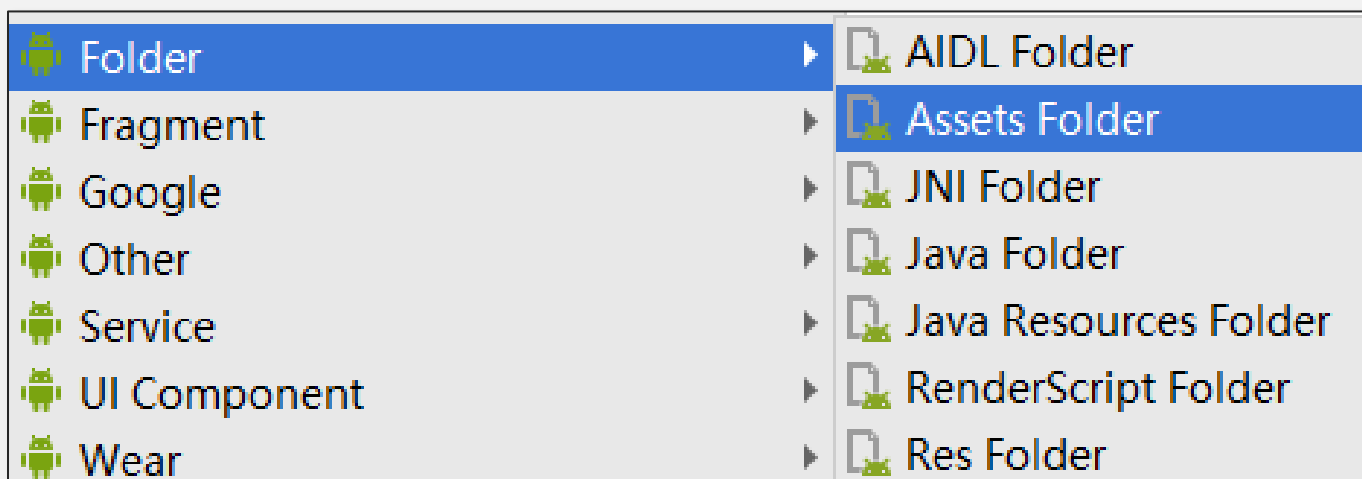 Folder
Fragment
Google
Other
Service
UI Component
Wear
AIDL Folder
Assets Folder
JNI Folder
Java Folder
Java Resources Folder
RenderScript Folder
Res Folder